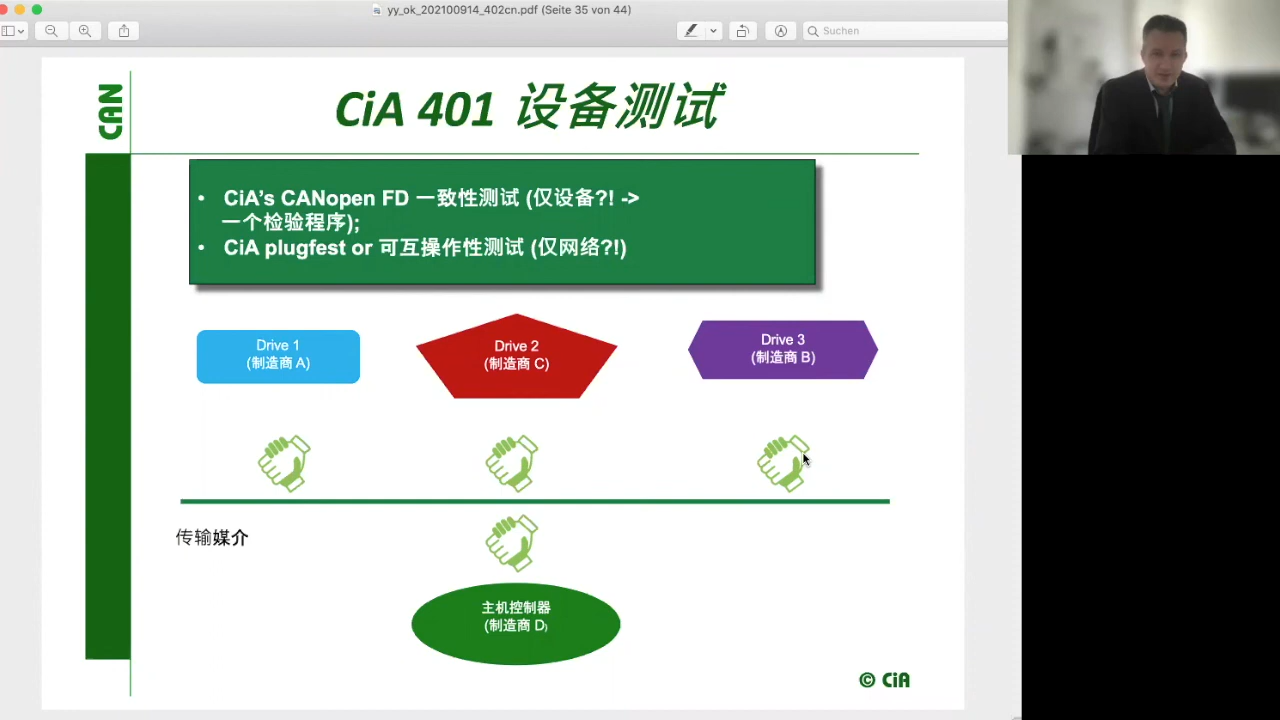 yy_ok_202100914_402cn.pdf (Seite 35 von 44)
Suchen
CAN
CiA 401 设备测试
• CiA's CANopen FD 一致性测试 (仅设备?! ->
一个检验程序);
• CiA plugfest or 可互操作性测试 (仅网络?!)
Drive 1
(制造商 A)
Drive 2
(制造商 C)
Drive 3
(制造商 B)
传输媒介
主机控制器
(制造商 D)
© CiA